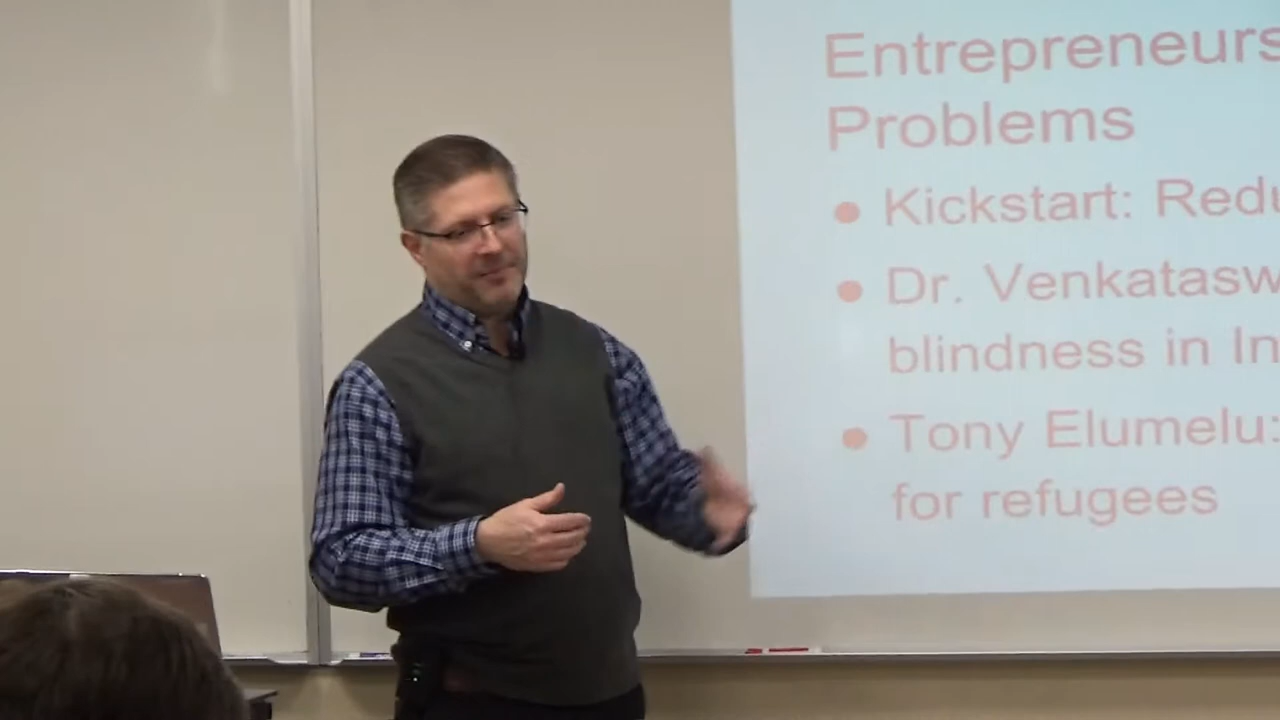 Entrepreneurs
Problems
• Kickstart: Redu
• Dr. Venkatasw
blindness in In
• Tony Elumelu:
for refugees